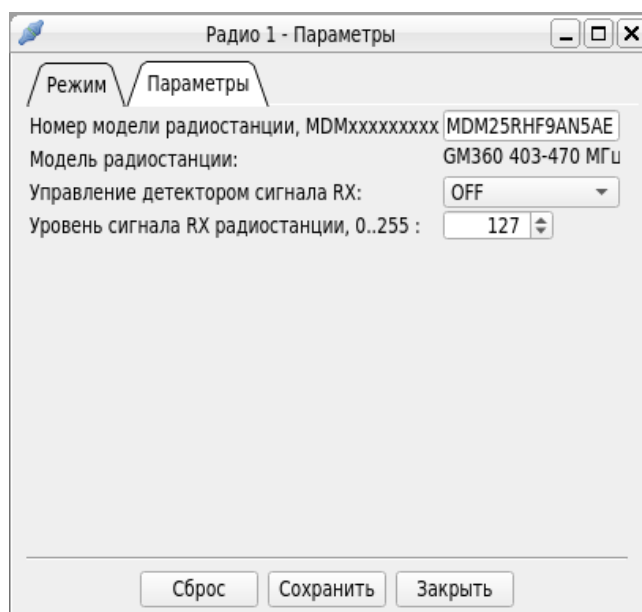 Радио 1 - Параметры
Режим Параметры
Номер модели радиостанции, MDMxxxxxxxxx MDM25RHF9AN5AE
Модель радиостанции: GM360 403-470 МГц
Управление детектором сигнала RX: OFF
Уровень сигнала RX радиостанции, 0..255 : 127
Сброс Сохранить Закрыть